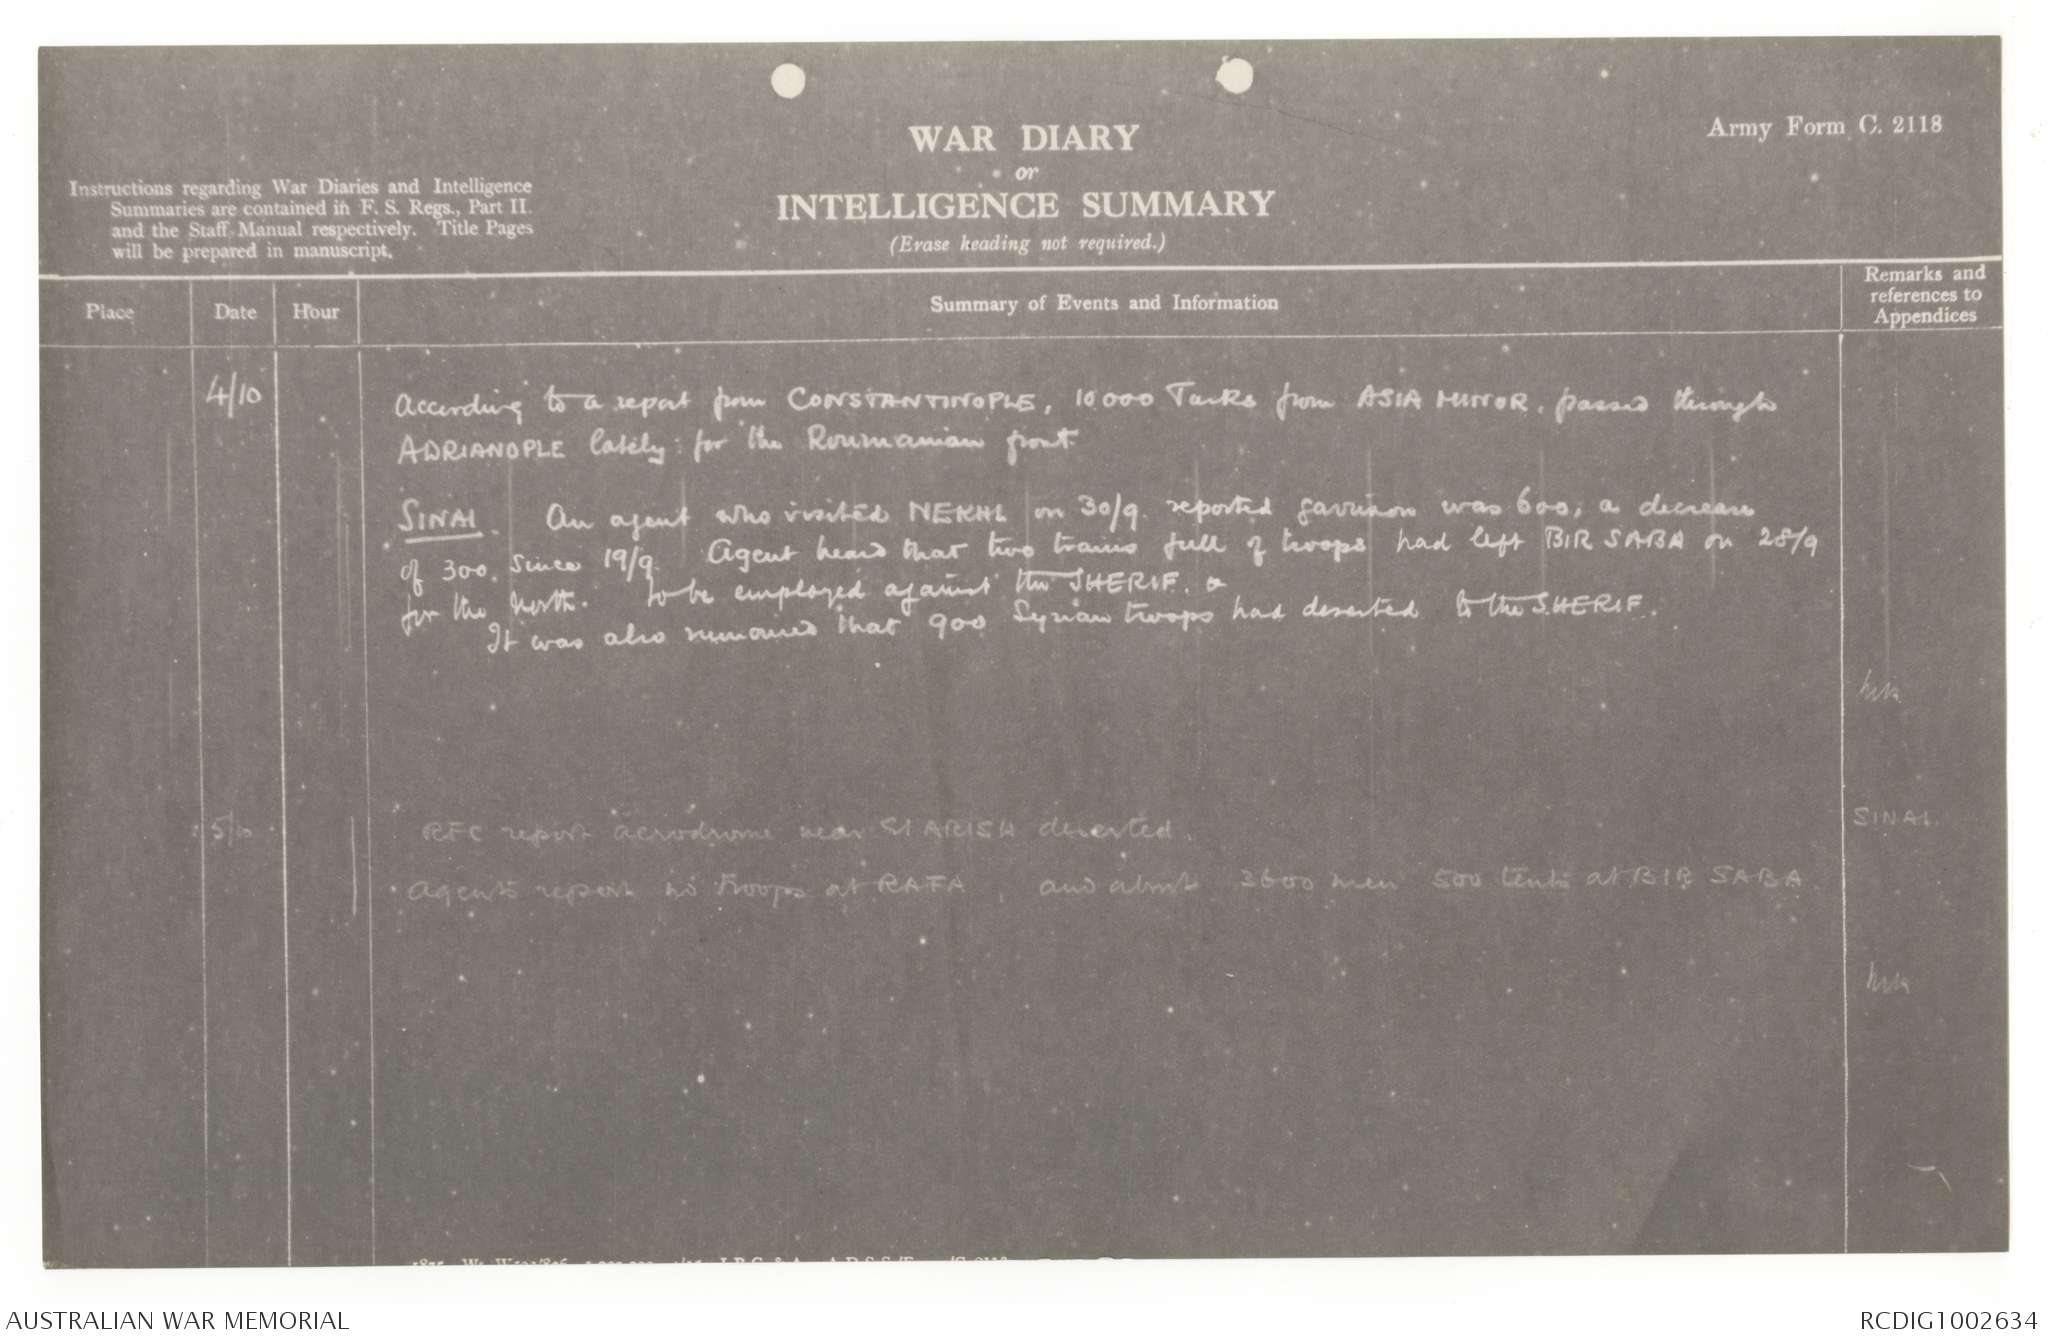 Army Form C. 2118
WAR DIARY
or
INTELLIGENCE SUMMARY
(Erase heading not required.)
Instructions regarding War Diaries and Intelligence
Summaries are contained in F. S. Regs., Part II.
and the Staff Manual respectively. Title Pages
will be prepared in manuscript.
Place Date Hour Summary of Events and Information Remarks and
references to
Appendices
4/10 According to a report from CONSTANTINOPLE, 10000 Turks from ASIA MINOR. passed through
ADRIANOPLE lately for the Roumanian front.
SINAI. An agent who visited NEKHL on 30/9. reported garrison was 600, a decrease
of 300. since 19/9. Agent heard that two trains full of troops had left BIR SABA on 28/9
for the North. To be employed against the SHERIF.
It was also rumoured that 900 Syrian troops had deserted to the SHERIF.
5/10 RFC report aerodrome near El ARISH deserted. SINAI.
Agents report no troops at RAFA, and about 3600 men 500 tents at BIR SABA.
AUSTRALIAN WAR MEMORIAL
RCDIG1002634